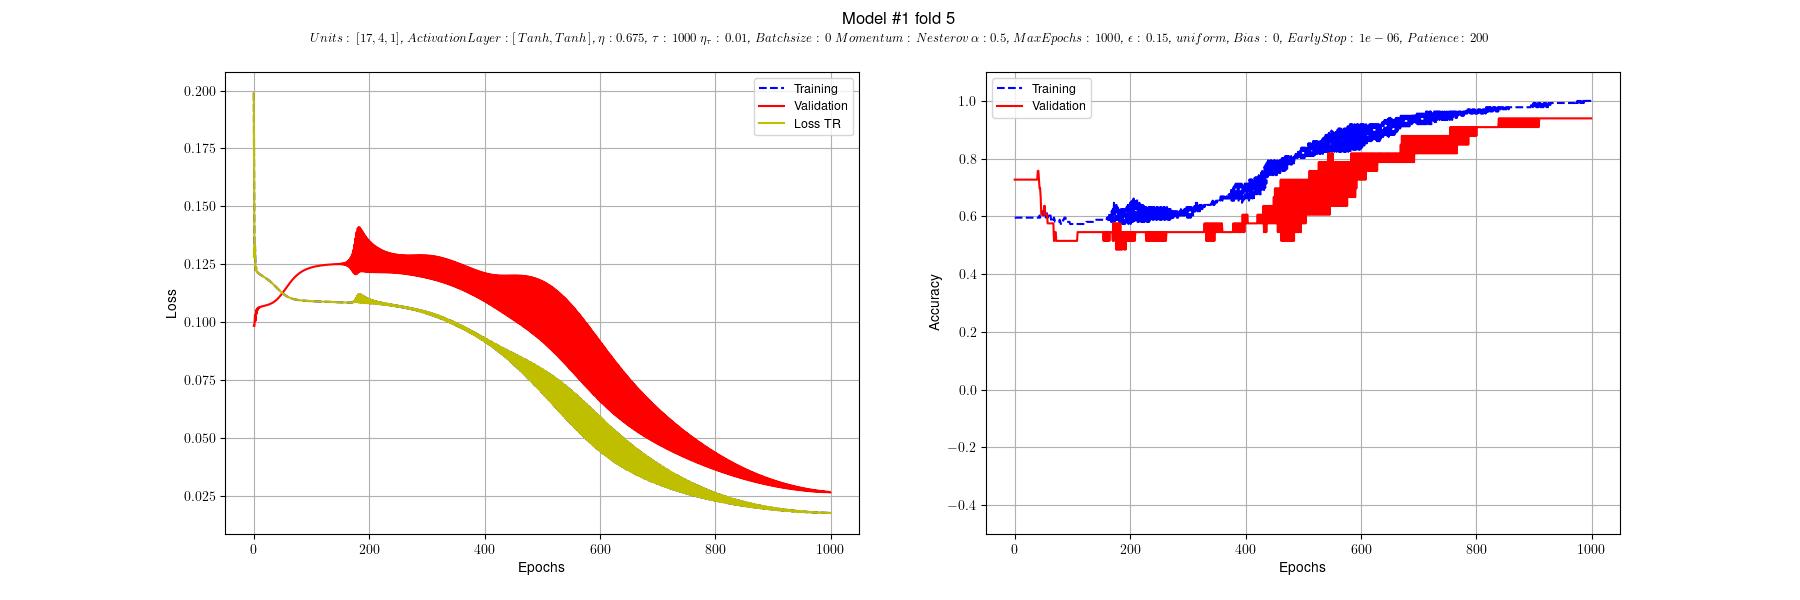 Model #1 fold 5
Units : [17, 4, 1], ActivationLayer : [Tanh, Tanh], η : 0.675, τ : 1000 η_τ : 0.01, Batchsize : 0 Momentum : Nesterov α : 0.5, MaxEpochs : 1000, ϵ : 0.15, uniform, Bias : 0, EarlyStop : 1e − 06, Patience : 200
Training
Validation
Loss TR
0.200
0.175
0.150
0.125
0.100
0.075
0.050
0.025
Loss
0
200
400
600
800
1000
Epochs
Training
Validation
1.0
0.8
0.6
0.4
0.2
0.0
−0.2
−0.4
Accuracy
0
200
400
600
800
1000
Epochs